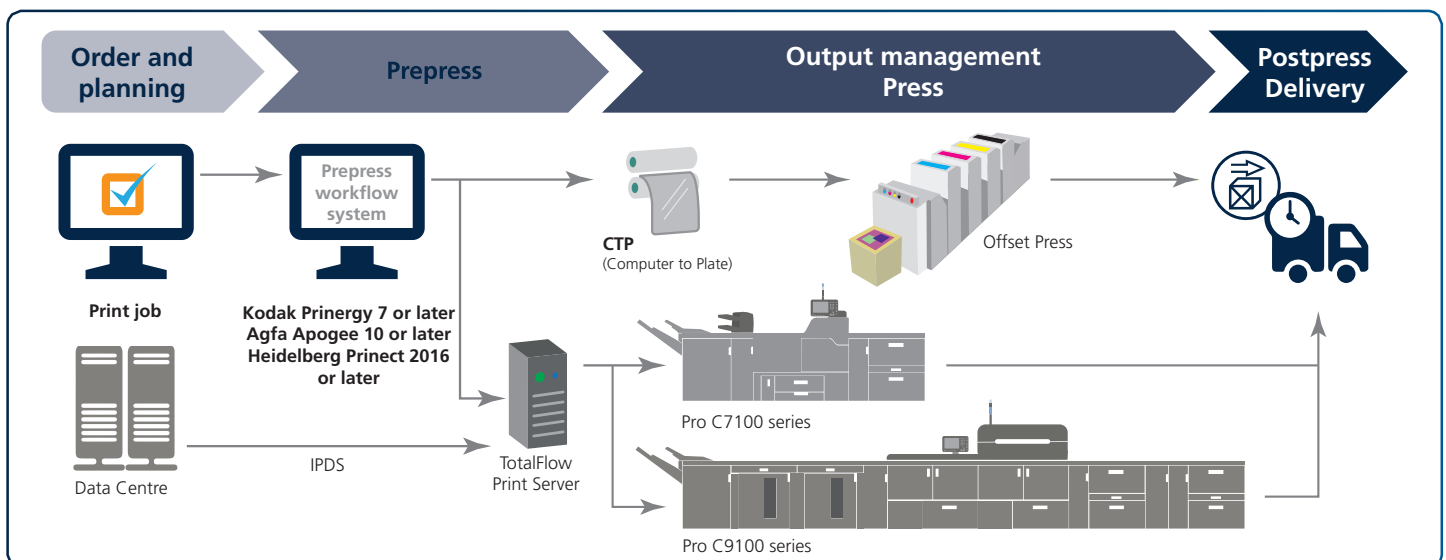 Order and
planning
Prepress
Output management
Press
Postpress
Delivery
Prepress
workflow
system
CTP
(Computer to Plate)
Offset Press
Print job
Kodak Prinergy 7 or later
Agfa Apogee 10 or later
Heidelberg Prinect 2016
or later
Pro C7100 series
Data Centre
IPDS
TotalFlow
Print Server
Pro C9100 series